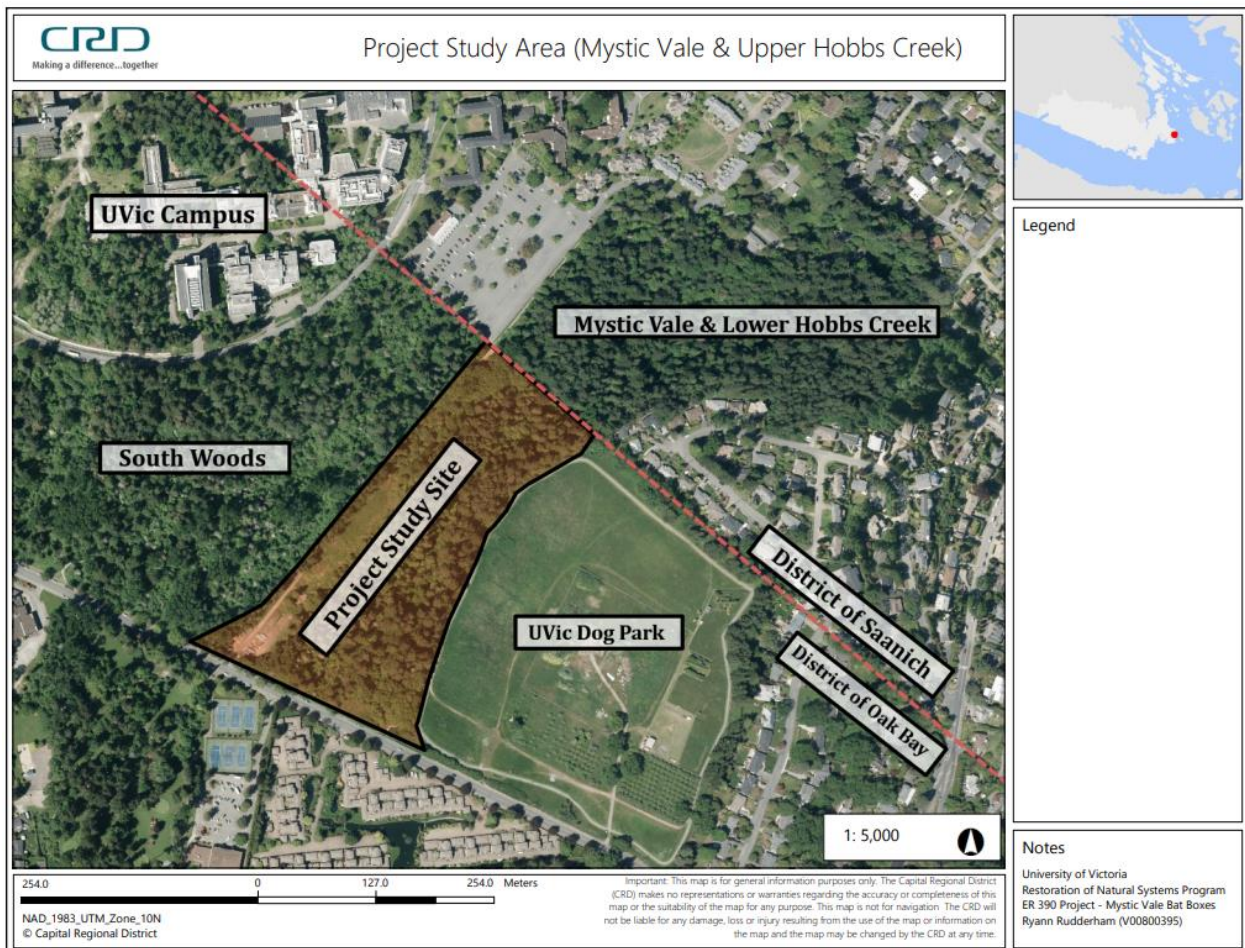 CRD
Making a difference...together
Project Study Area (Mystic Vale & Upper Hobbs Creek)
UVic Campus
Mystic Vale & Lower Hobbs Creek
South Woods
Project Study Site
UVic Dog Park
District of Saanich
District of Oak Bay
1: 5,000
Legend
254.0 0 127.0 254.0 Meters
NAD_1983_UTM_Zone_10N
© Capital Regional District
Important: This map is for general information purposes only. The Capital Regional District
(CRD) makes no representations or warranties regarding the accuracy or completeness of this
map or the suitability of the map for any purpose. This map is not for navigation. The CRD will
not be liable for any damage, loss or injury resulting from the use of the map or information on
the map and the map may be changed by the CRD at any time.
Notes
University of Victoria
Restoration of Natural Systems Program
ER 390 Project - Mystic Vale Bat Boxes
Ryann Rudderham (V00800395)